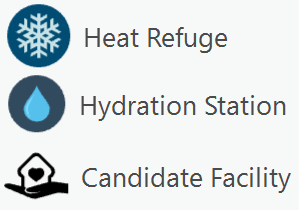 Heat Refuge
Hydration Station
Candidate Facility